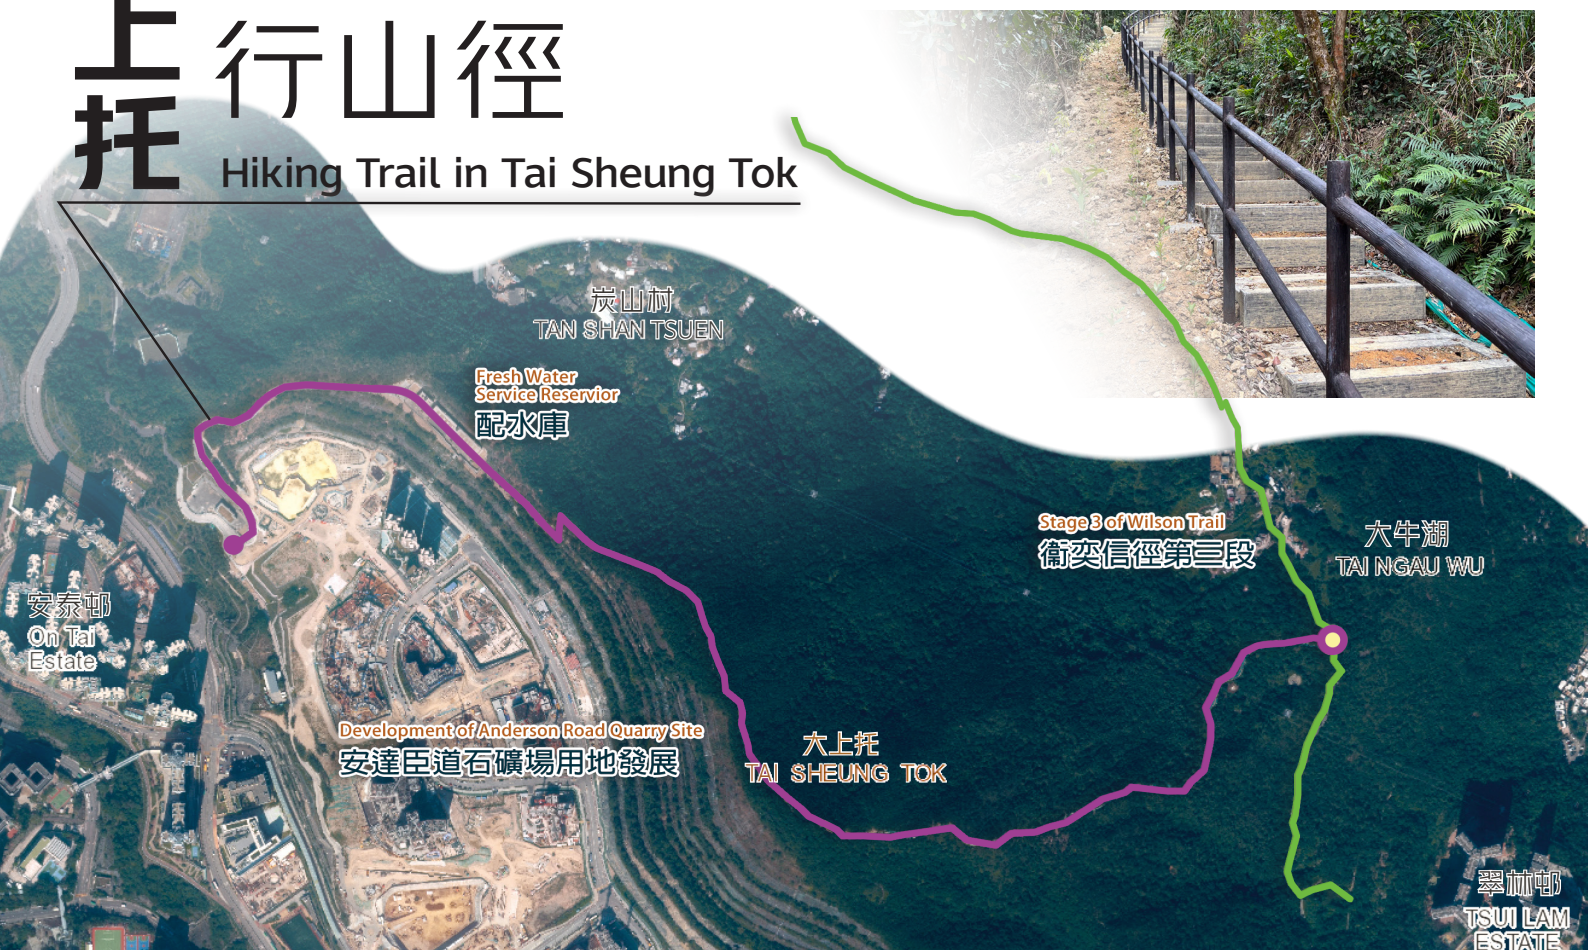 上托
行山徑
Hiking Trail in Tai Sheung Tok
炭山村
TAN SHAN TSUEN
Fresh Water
Service Reservior
配水庫
Stage 3 of Wilson Trail
衞奕信徑第三段
大牛湖
TAI NGAU WU
安泰邨
On Tai
Estate
Development of Anderson Road Quarry Site
安達臣道石礦場用地發展
大上托
TAI SHEUNG TOK
翠林邨
TSUI LAM
ESTATE